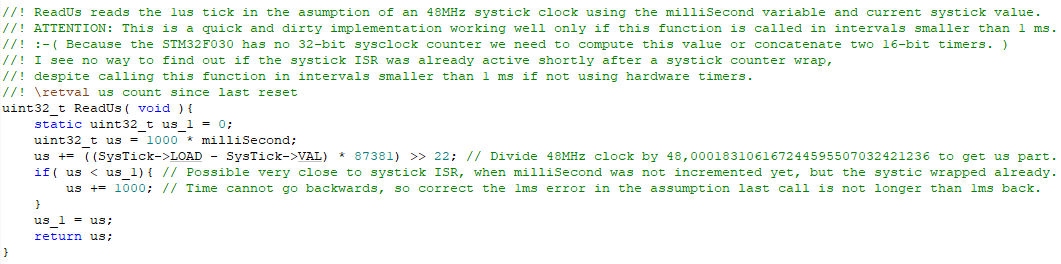 //! ReadUs reads the 1us tick in the asumption of an 48MHz systick clock using the milliSecond variable and current systick value.
//! ATTENTION: This is a quick and dirty implementation working well only if this function is called in intervals smaller than 1 ms.
//! :-( Because the STM32F030 has no 32-bit sysclock counter we need to compute this value or concatenate two 16-bit timers. )
//! I see no way to find out if the systick ISR was already active shortly after a systick counter wrap,
//! despite calling this function in intervals smaller than 1 ms if not using hardware timers.
//! \retval us count since last reset
uint32_t ReadUs( void ){
    static uint32_t us_1 = 0;
    uint32_t us = 1000 * milliSecond;
    us += ((SysTick->LOAD - SysTick->VAL) * 87381) >> 22; // Divide 48MHz clock by 48,000183106167244595507032421236 to get us part.
    if( us < us_1){ // Possible very close to systick ISR, when milliSecond was not incremented yet, but the systic wrapped already.
        us += 1000; // Time cannot go backwards, so correct the 1ms error in the assumption last call is not longer than 1ms back.
    }
    us_1 = us;
    return us;
}